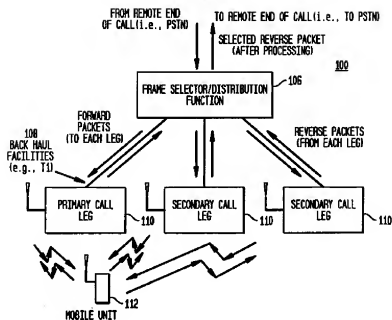 FROM REMOTE END
OF CALL(i.e., PSTN)
TO REMOTE END OF CALL(i.e., TO PSTN)
SELECTED REVERSE PACKET
(AFTER PROCESSING)
100
FRAME SELECTOR/DISTRIBUTION
FUNCTION
106
FORWARD
PACKETS
(TO EACH LEG)
REVERSE PACKETS
(FROM EACH LEG)
108
BACK HAUL
FACILITIES
(e.g., T1)
PRIMARY CALL
LEG
110
SECONDARY CALL
LEG
110
SECONDARY CALL
LEG
110
112
MOBILE UNIT